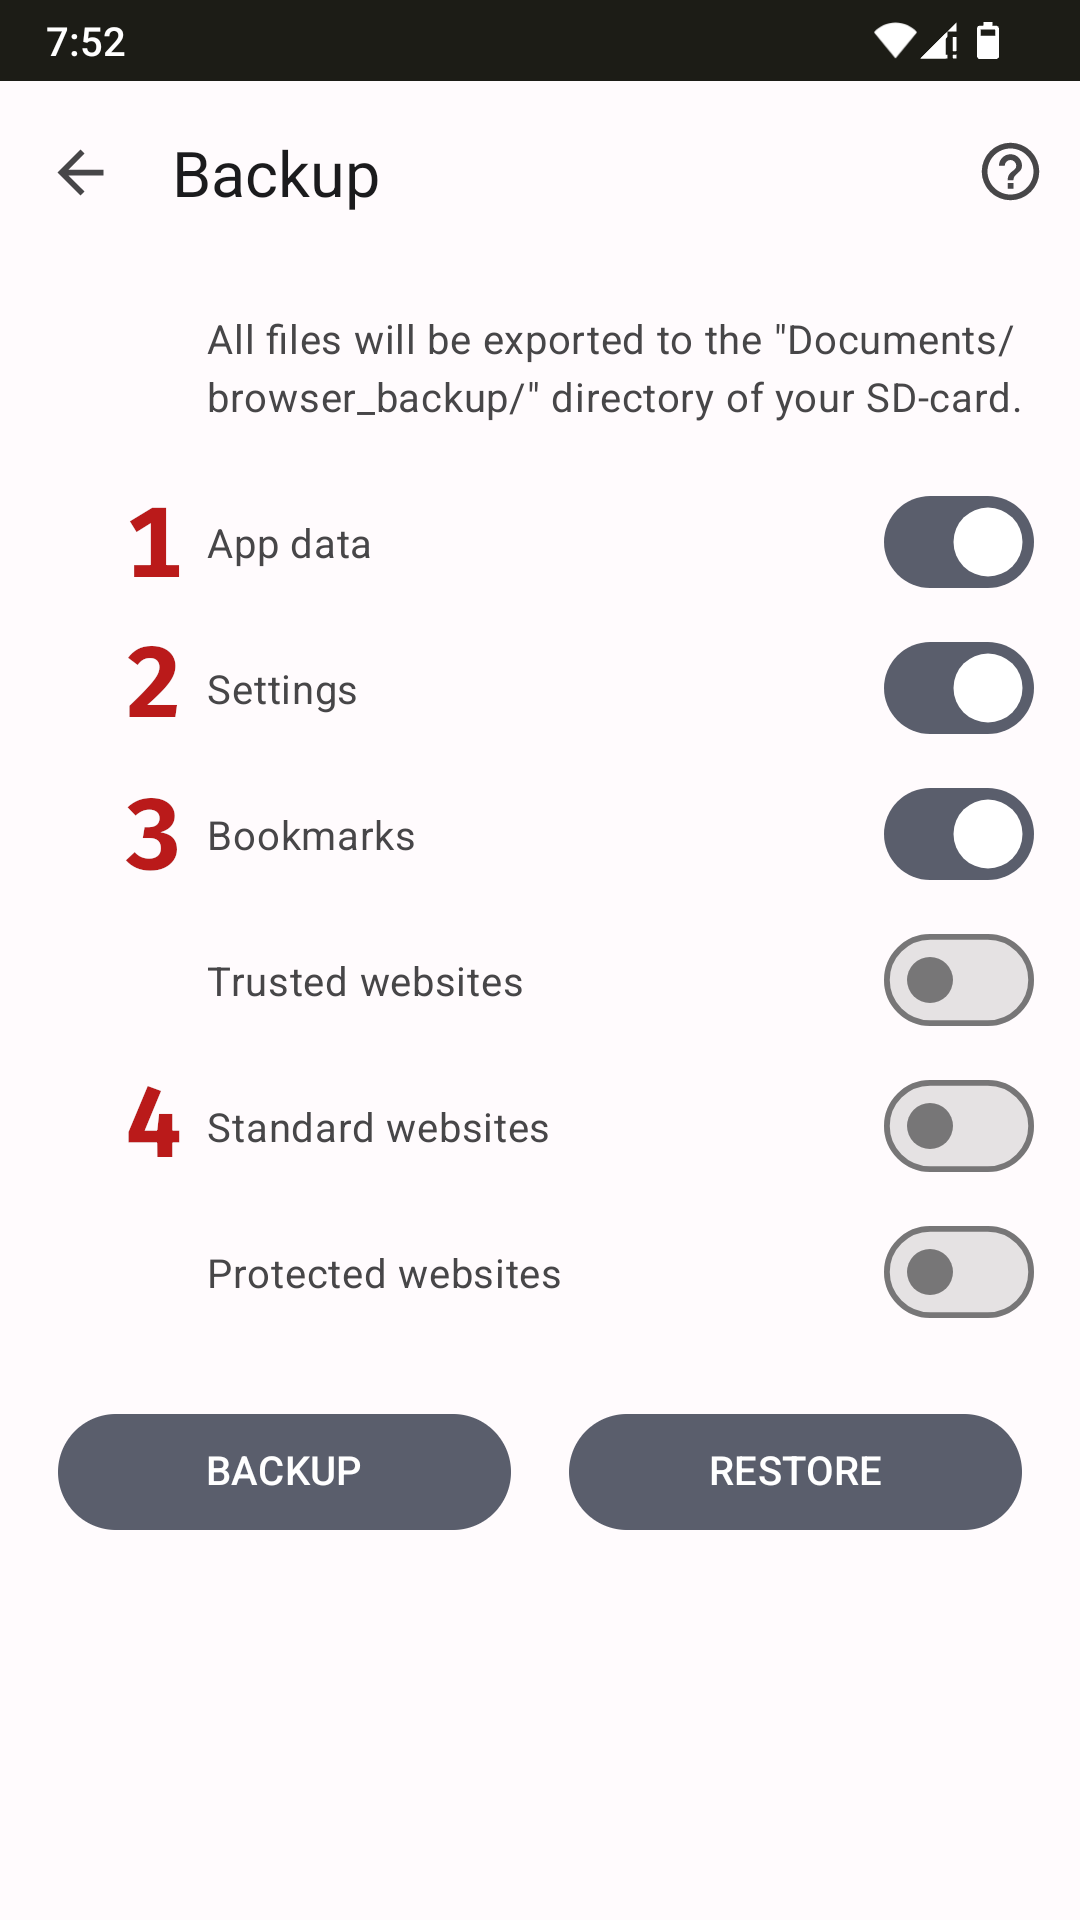 7:52
Backup
All files will be exported to the "Documents/
browser_backup/" directory of your SD-card.
1 App data
2 Settings
3 Bookmarks
Trusted websites
4 Standard websites
Protected websites
BACKUP RESTORE